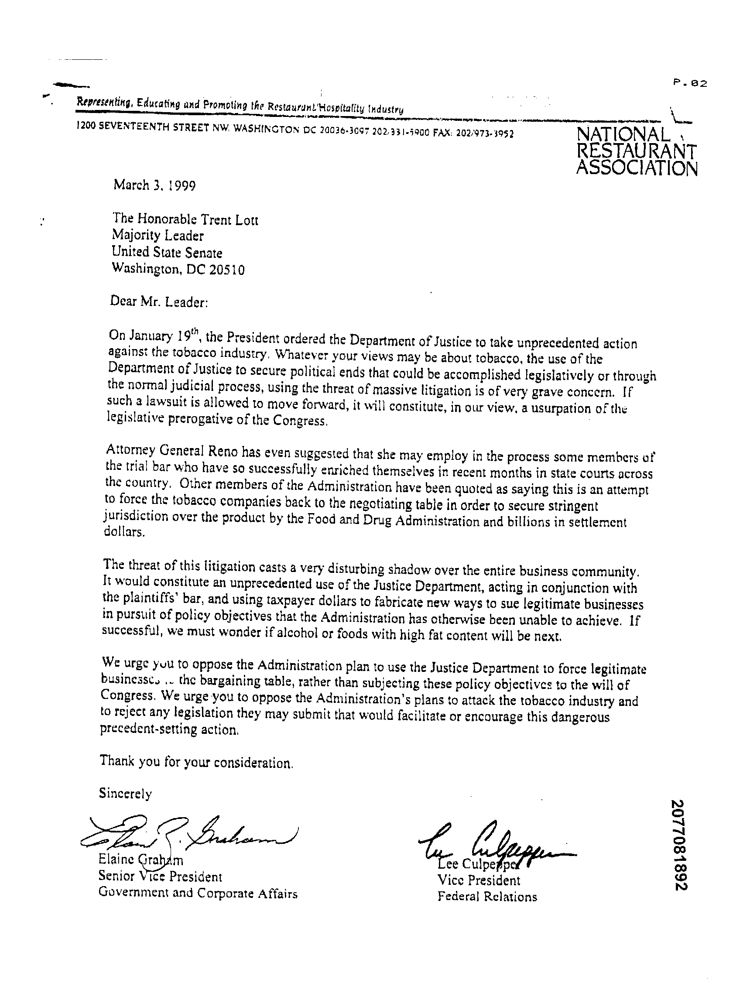 P.02
Representing, Educating and Promoting the Restaurant/Hospitality Industry
1200 SEVENTEENTH STREET NW. WASHINGTON DC 20036-3097 202/331-5900 FAX: 202/973-3952
NATIONAL
RESTAURANT
ASSOCIATION
March 3, 1999
The Honorable Trent Lott
Majority Leader
United State Senate
Washington, DC 20510
Dear Mr. Leader:
On January 19th, the President ordered the Department of Justice to take unprecedented action
against the tobacco industry. Whatever your views may be about tobacco, the use of the
Department of Justice to secure political ends that could be accomplished legislatively or through
the normal judicial process, using the threat of massive litigation is of very grave concern. If
such a lawsuit is allowed to move forward, it will constitute, in our view, a usurpation of the
legislative prerogative of the Congress.
Attorney General Reno has even suggested that she may employ in the process some members of
the trial bar who have so successfully enriched themselves in recent months in state courts across
the country. Other members of the Administration have been quoted as saying this is an attempt
to force the tobacco companies back to the negotiating table in order to secure stringent
jurisdiction over the product by the Food and Drug Administration and billions in settlement
dollars.
The threat of this litigation casts a very disturbing shadow over the entire business community.
It would constitute an unprecedented use of the Justice Department, acting in conjunction with
the plaintiffs' bar, and using taxpayer dollars to fabricate new ways to sue legitimate businesses
in pursuit of policy objectives that the Administration has otherwise been unable to achieve. If
successful, we must wonder if alcohol or foods with high fat content will be next.
We urge you to oppose the Administration plan to use the Justice Department to force legitimate
businesses the bargaining table, rather than subjecting these policy objectives to the will of
Congress. We urge you to oppose the Administration's plans to attack the tobacco industry and
to reject any legislation they may submit that would facilitate or encourage this dangerous
precedent-setting action.
Thank you for your consideration.
Sincerely
Elain R. Graham
Lee Culpepper
Elaine Graham
Senior Vice President
Government and Corporate Affairs
Lee Culpepper
Vice President
Federal Relations
2077081892